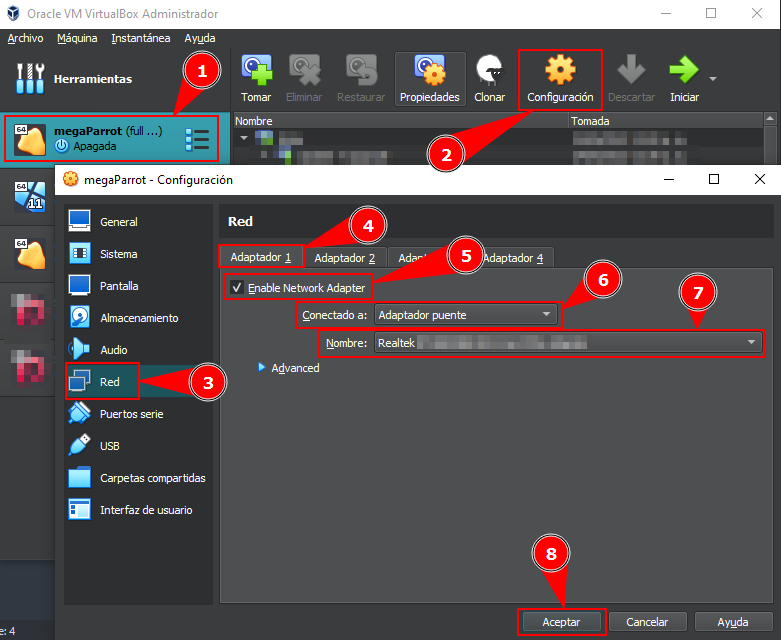 Oracle VM VirtualBox Administrador
Archivo Máquina Instantánea Ayuda
Herramientas
1
Tomar Eliminar Restaurar Propiedades Clonar Configuración Descartar Iniciar
64 megaParrot (full ...)
Apagada
Nombre Tomada
2
64
11
megaParrot - Configuración
General
Sistema
Pantalla
Almacenamiento
Audio
Red
Puertos serie
USB
Carpetas compartidas
Interfaz de usuario
3
64
Red
4
Adaptador 1 Adaptador 2 Adap Adaptador 4
5
Enable Network Adapter
6
Conectado a: Adaptador puente
7
Nombre: Realtek
Advanced
8
Aceptar Cancelar Ayuda
e: 4